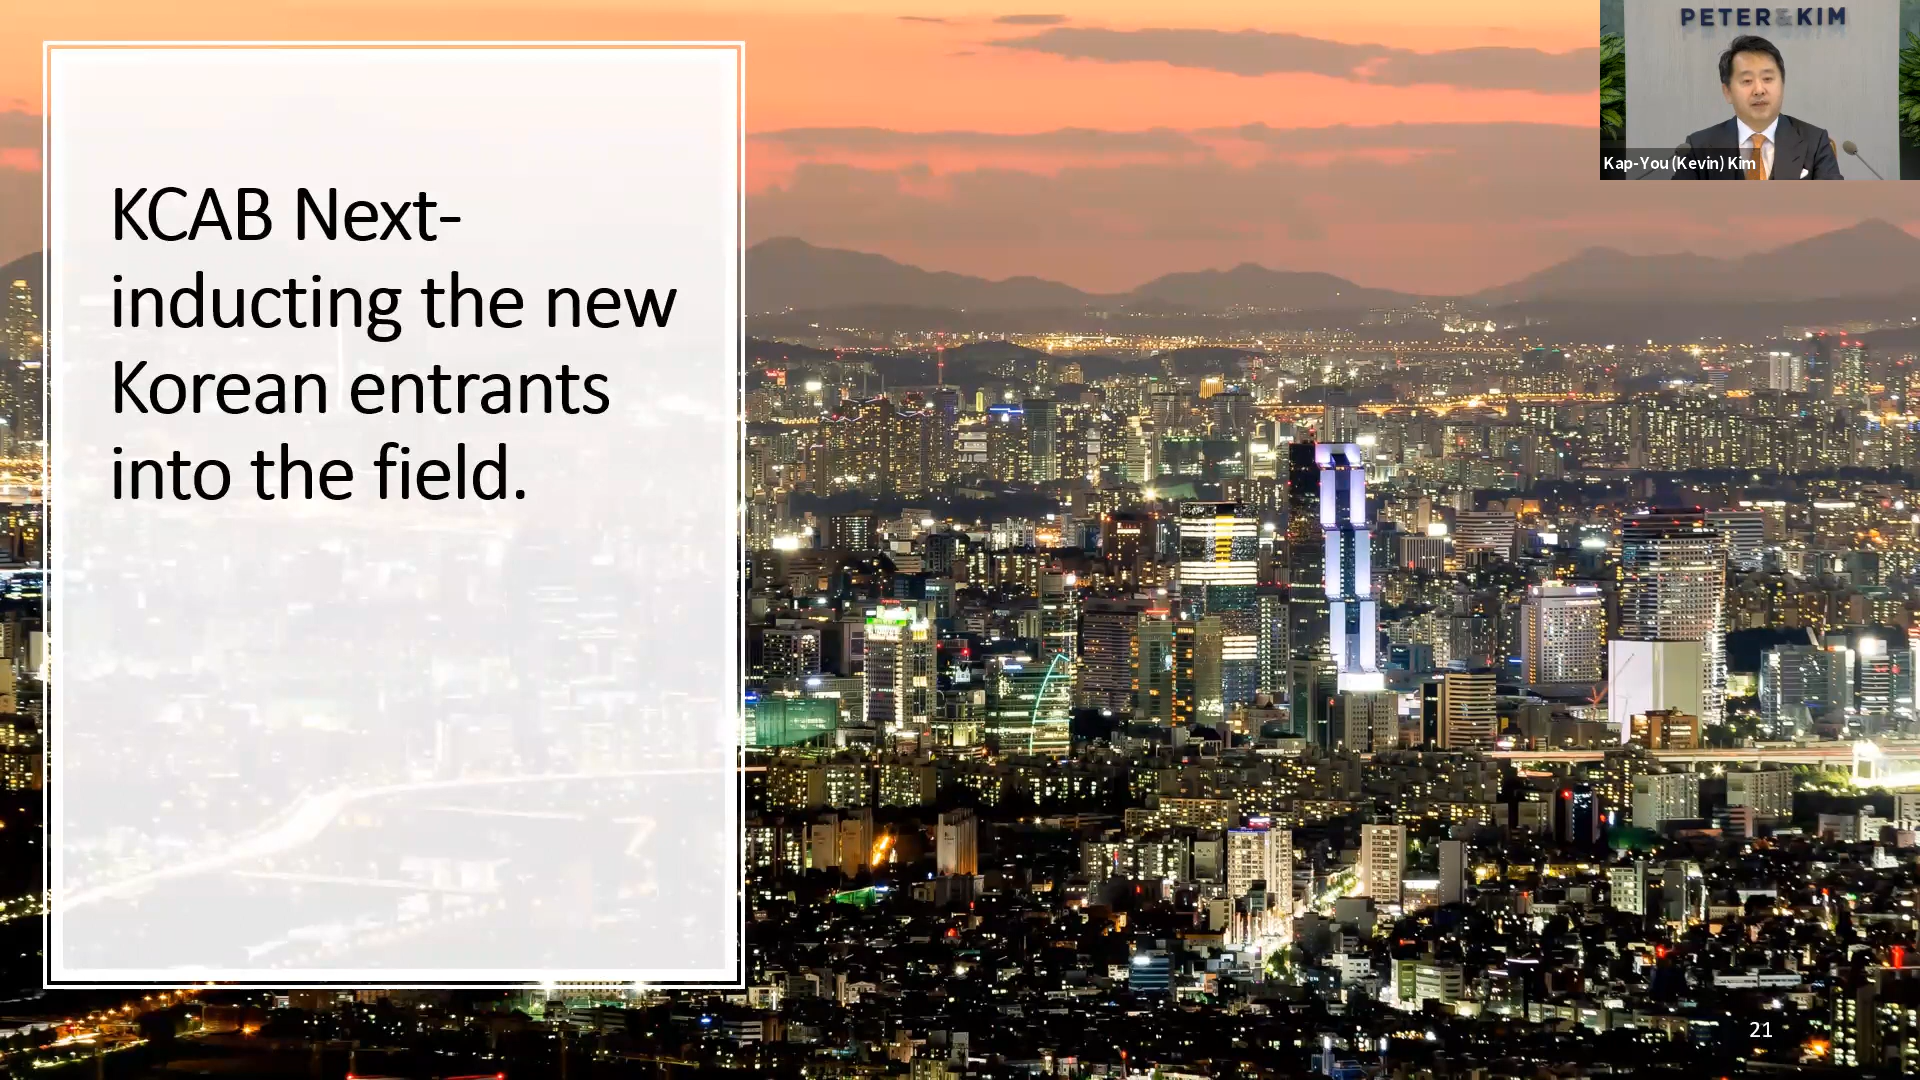 PETER&KIM
Kap-You (Kevin) Kim
KCAB Next-
inducting the new
Korean entrants
into the field.
21